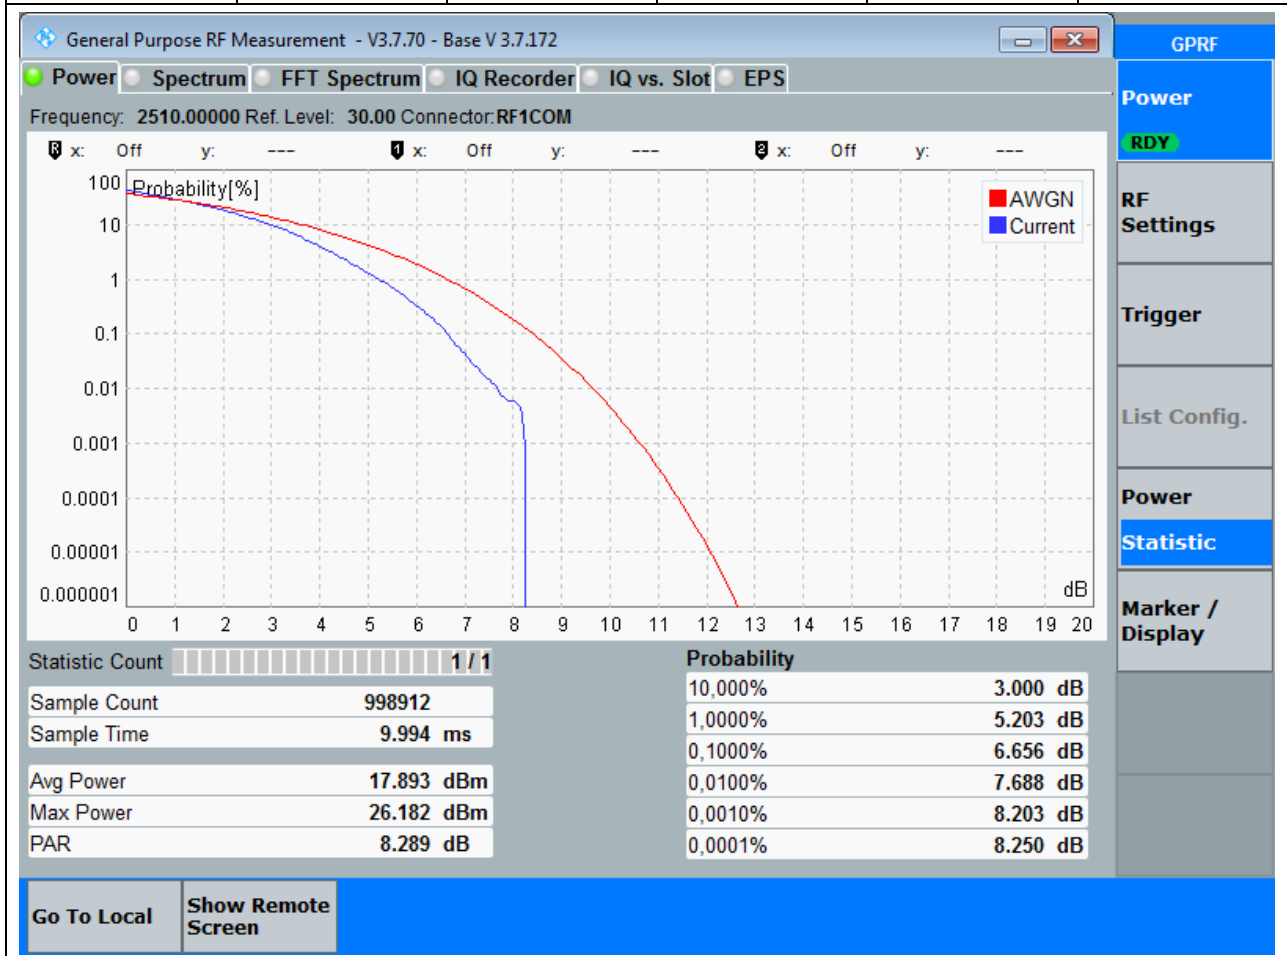 General Purpose RF Measurement - V3.7.70 - Base V 3.7.172
GPRF
Power Spectrum FFT Spectrum IQ Recorder IQ vs. Slot EPS
Frequency: 2510.00000 Ref. Level: 30.00 Connector:RF1COM
Power
RDY
R x: Off y: --- 1 x: Off y: --- 2 x: Off y: ---
100 Probability[%]
AWGN
Current
10
1
0.1
0.01
0.001
0.0001
0.00001
0.000001
dB
0 1 2 3 4 5 6 7 8 9 10 11 12 13 14 15 16 17 18 19 20
RF
Settings
Trigger
List Config.
Power
Statistic
Marker /
Display
Statistic Count 1 / 1
Sample Count 998912
Sample Time 9.994 ms
Avg Power 17.893 dBm
Max Power 26.182 dBm
PAR 8.289 dB
Probability
10,000% 3.000 dB
1,0000% 5.203 dB
0,1000% 6.656 dB
0,0100% 7.688 dB
0,0010% 8.203 dB
0,0001% 8.250 dB
Go To Local
Show Remote
Screen